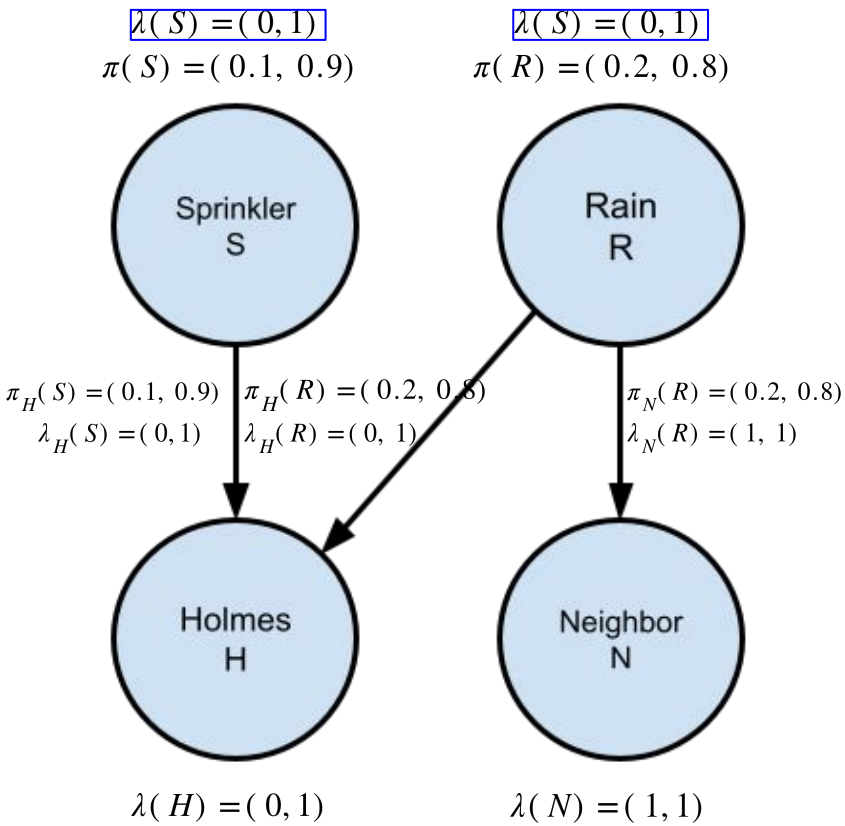 λ( S) =( 0, 1)
λ( S) =( 0, 1)
π( S) =( 0.1, 0.9)
π( R) =( 0.2, 0.8)
Sprinkler
S
Rain
R
π_H( S) =( 0.1, 0.9)
λ_H( S) =( 0,1)
π_H( R) =( 0.2, 0.8)
λ_H( R) =( 0, 1)
π_N( R) =( 0.2, 0.8)
λ_N( R) =( 1, 1)
Holmes
H
Neighbor
N
λ( H) =( 0,1)
λ( N) =( 1,1)